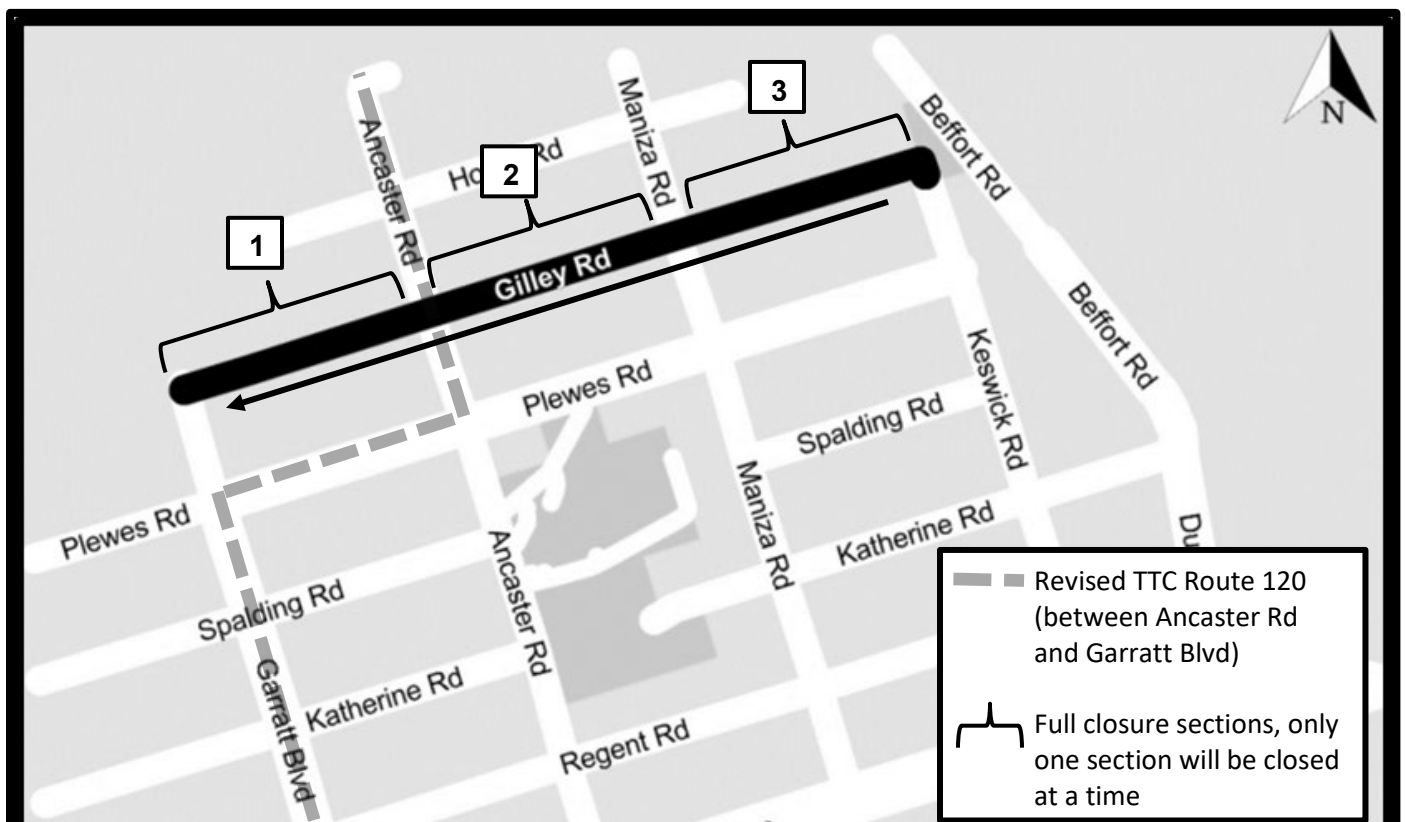 N
3
Beffort Rd
Maniza Rd
Ancaster Rd
2
Rd
1
Gilley Rd
Beffort Rd
Keswick Rd
Plewes Rd
Spalding Rd
Plewes Rd
Maniza Rd
Katherine Rd
Ancaster Rd
Spalding Rd
Garratt Blvd
Katherine Rd
Regent Rd
Revised TTC Route 120
(between Ancaster Rd
and Garratt Blvd)
Full closure sections, only
one section will be closed
at a time